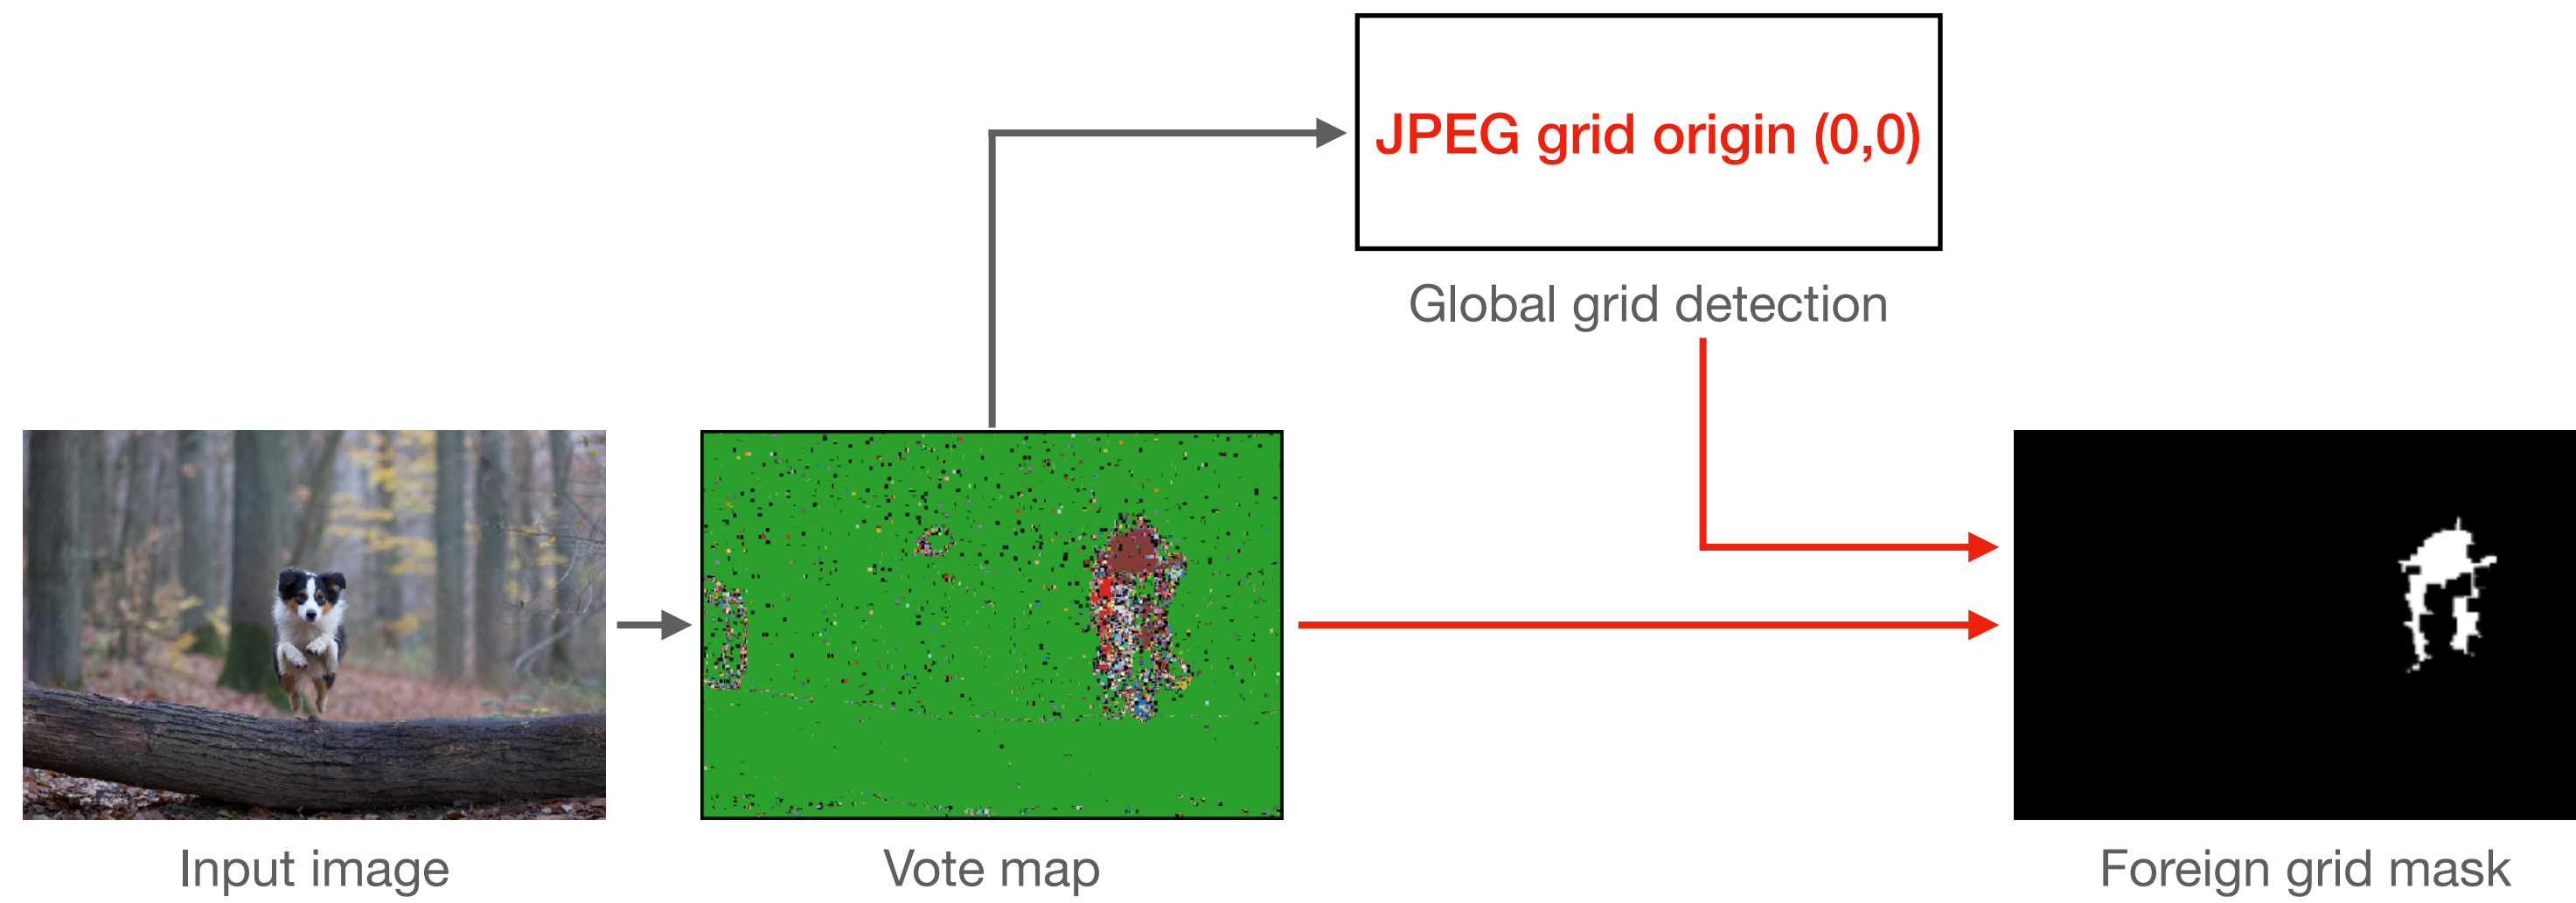 JPEG grid origin (0,0)
Global grid detection
Input image
Vote map
Foreign grid mask